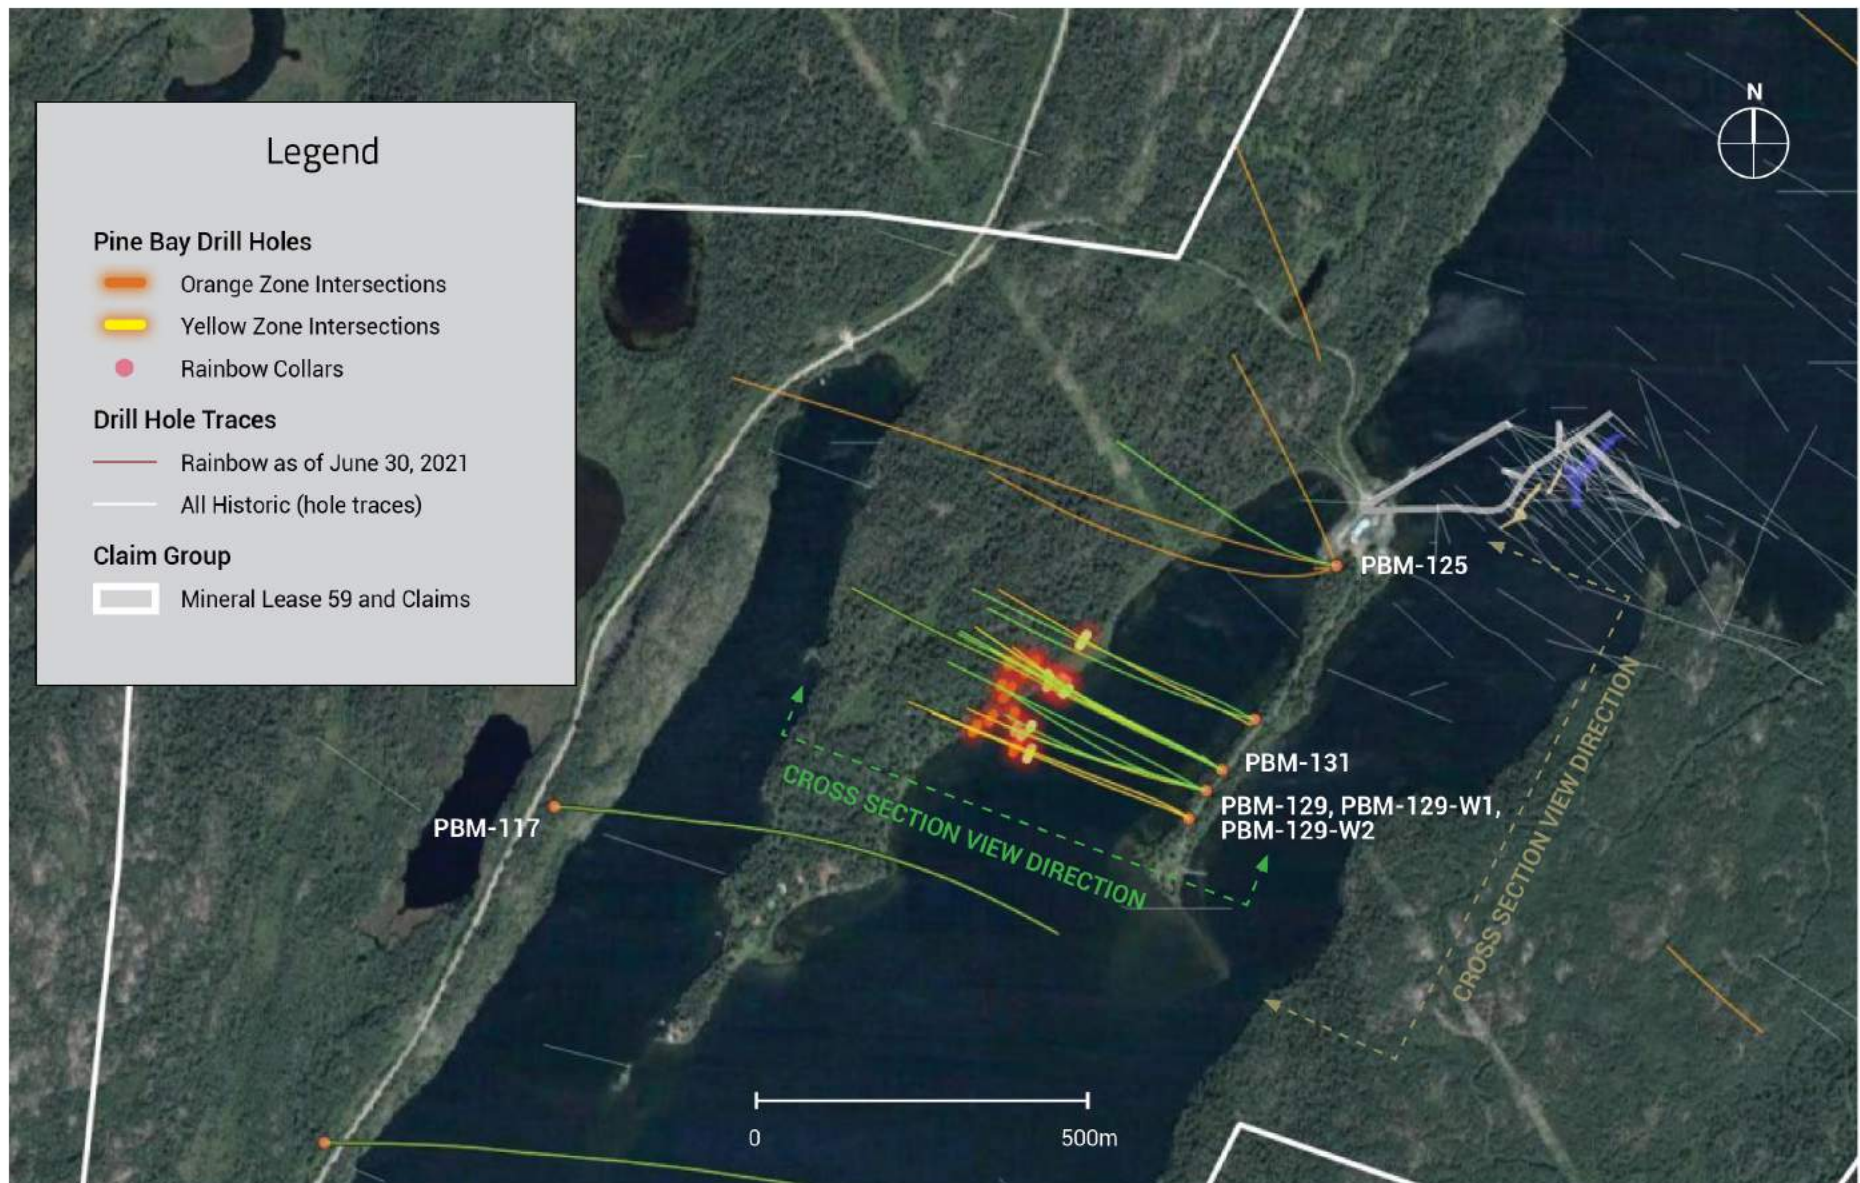 Legend
Pine Bay Drill Holes
Orange Zone Intersections
Yellow Zone Intersections
Rainbow Collars
Drill Hole Traces
Rainbow as of June 30, 2021
All Historic (hole traces)
Claim Group
Mineral Lease 59 and Claims
N
PBM-125
PBM-131
PBM-129, PBM-129-W1,
PBM-129-W2
PBM-117
CROSS SECTION VIEW DIRECTION
CROSS SECTION VIEW DIRECTION
0
500m